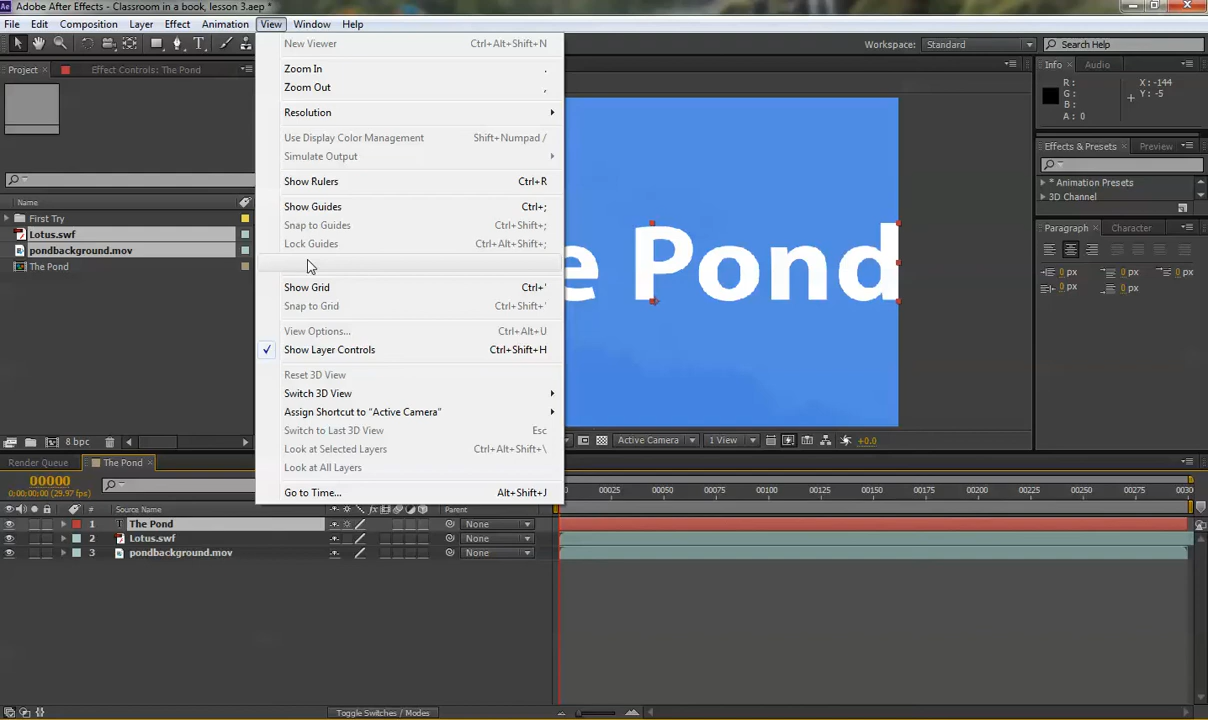 Adobe After Effects - Classroom in a book, lesson 3.aep *
File Edit Composition Layer Effect Animation View Window Help
Workspace: Standard Search Help
Project Effect Controls: The Pond
Info Audio
R: X: -144
G: Y: -5
B:
A: 0
Effects & Presets Preview
* Animation Presets
3D Channel
Paragraph Character
0 px 0 px 0 px
0 px 0 px
First Try
Lotus.swf
pondbackground.mov
The Pond
8 bpc
New Viewer Ctrl+Alt+Shift+N
Zoom In .
Zoom Out ,
Resolution
Use Display Color Management Shift+Numpad /
Simulate Output
Show Rulers Ctrl+R
Show Guides Ctrl+;
Snap to Guides Ctrl+Shift+;
Lock Guides Ctrl+Alt+Shift+;
Show Grid Ctrl+'
Snap to Grid Ctrl+Shift+'
View Options... Ctrl+Alt+U
Show Layer Controls Ctrl+Shift+H
Reset 3D View
Switch 3D View
Assign Shortcut to "Active Camera"
Switch to Last 3D View Esc
Look at Selected Layers Ctrl+Alt+Shift+\
Look at All Layers
Go to Time... Alt+Shift+J
e Pond
Active Camera 1 View +0.0
Render Queue The Pond
00000
0:00:00:00 (29.97 fps)
00025 00050 00075 00100 00125 00150 00175 00200 00225 00250 00275 0030
# Source Name Parent
1 The Pond None
2 Lotus.swf None
3 pondbackground.mov None
Toggle Switches / Modes